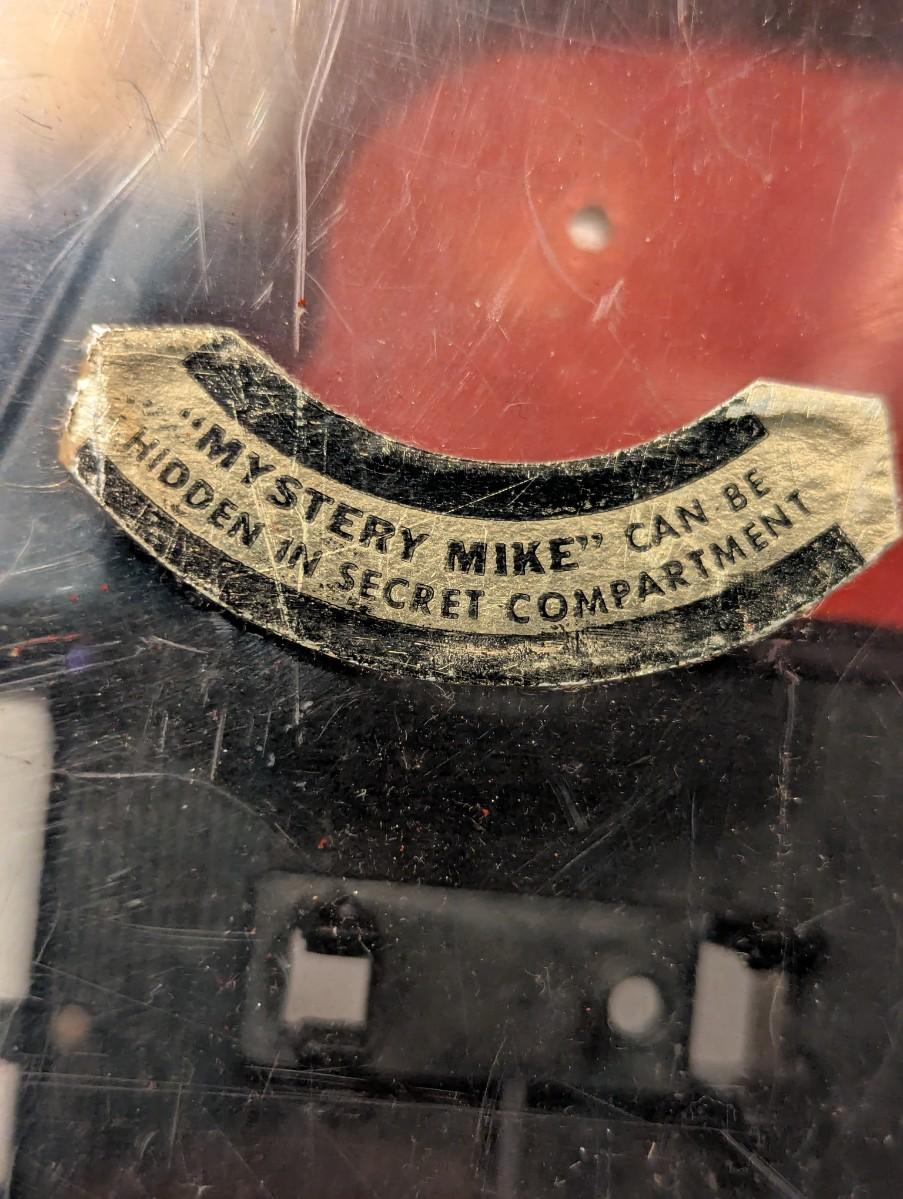 “MYSTERY MIKE” CAN BE
HIDDEN IN SECRET COMPARTMENT